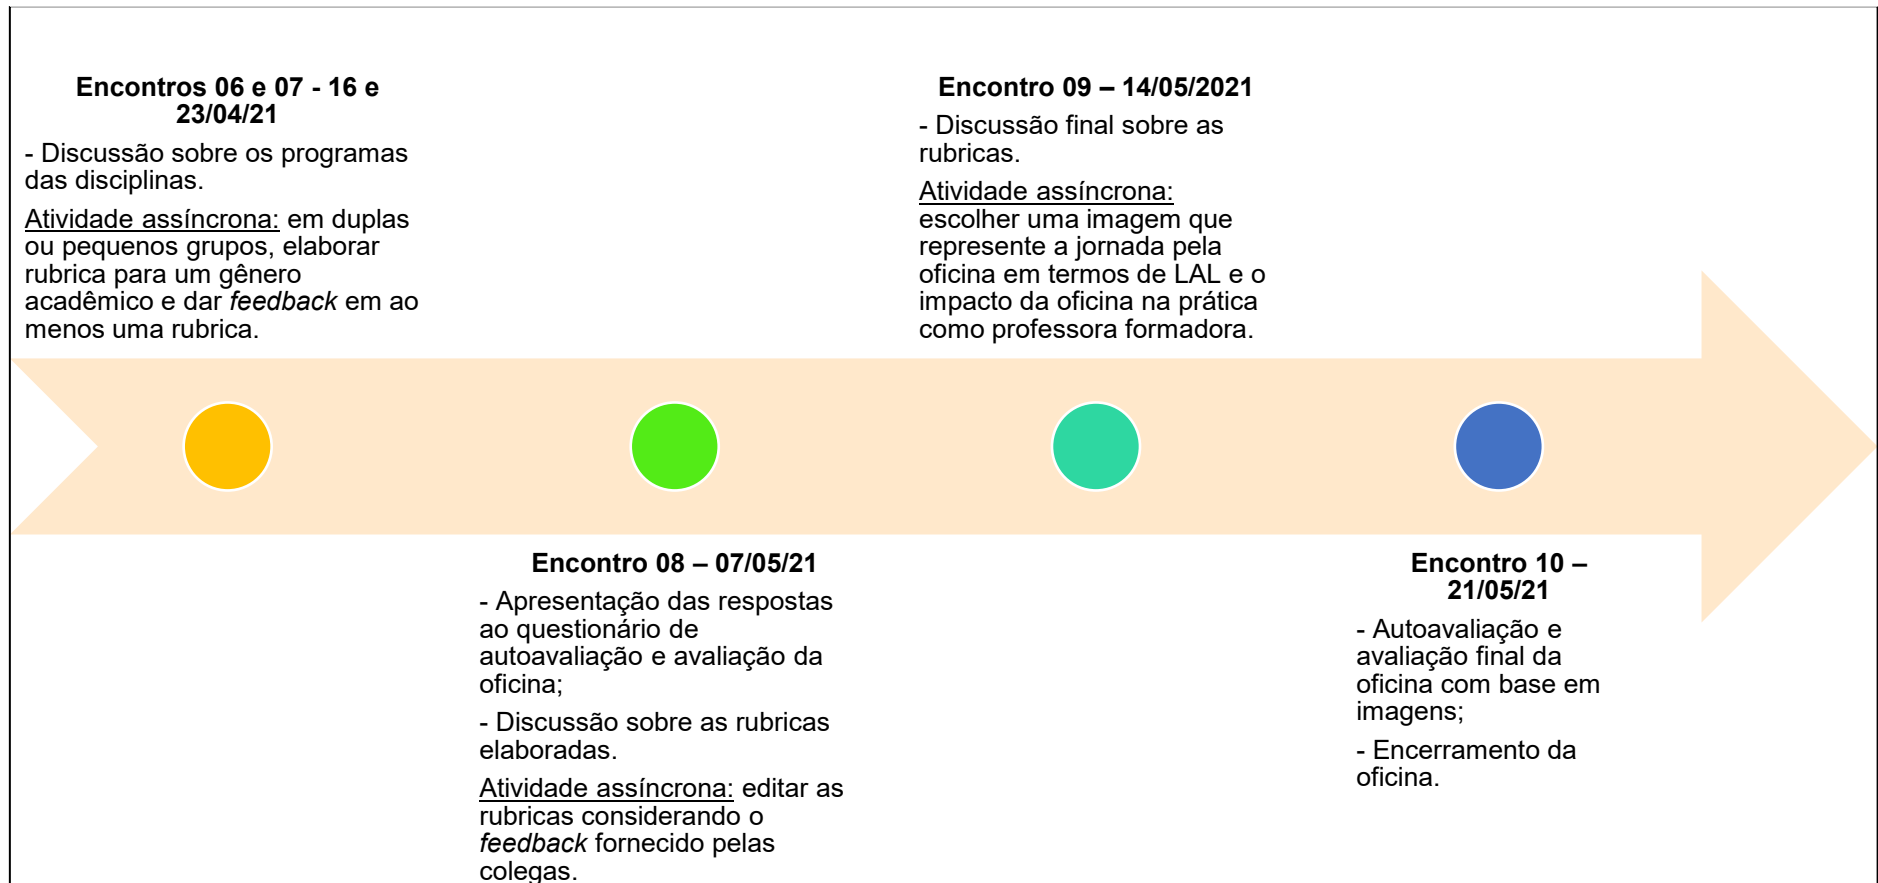 Encontros 06 e 07 - 16 e
23/04/21
- Discussão sobre os programas
das disciplinas.
Atividade assíncrona: em duplas
ou pequenos grupos, elaborar
rubrica para um gênero
acadêmico e dar feedback em ao
menos uma rubrica.
Encontro 08 – 07/05/21
- Apresentação das respostas
ao questionário de
autoavaliação e avaliação da
oficina;
- Discussão sobre as rubricas
elaboradas.
Atividade assíncrona: editar as
rubricas considerando o
feedback fornecido pelas
colegas.
Encontro 09 – 14/05/2021
- Discussão final sobre as
rubricas.
Atividade assíncrona:
escolher uma imagem que
represente a jornada pela
oficina em termos de LAL e o
impacto da oficina na prática
como professora formadora.
Encontro 10 –
21/05/21
- Autoavaliação e
avaliação final da
oficina com base em
imagens;
- Encerramento da
oficina.